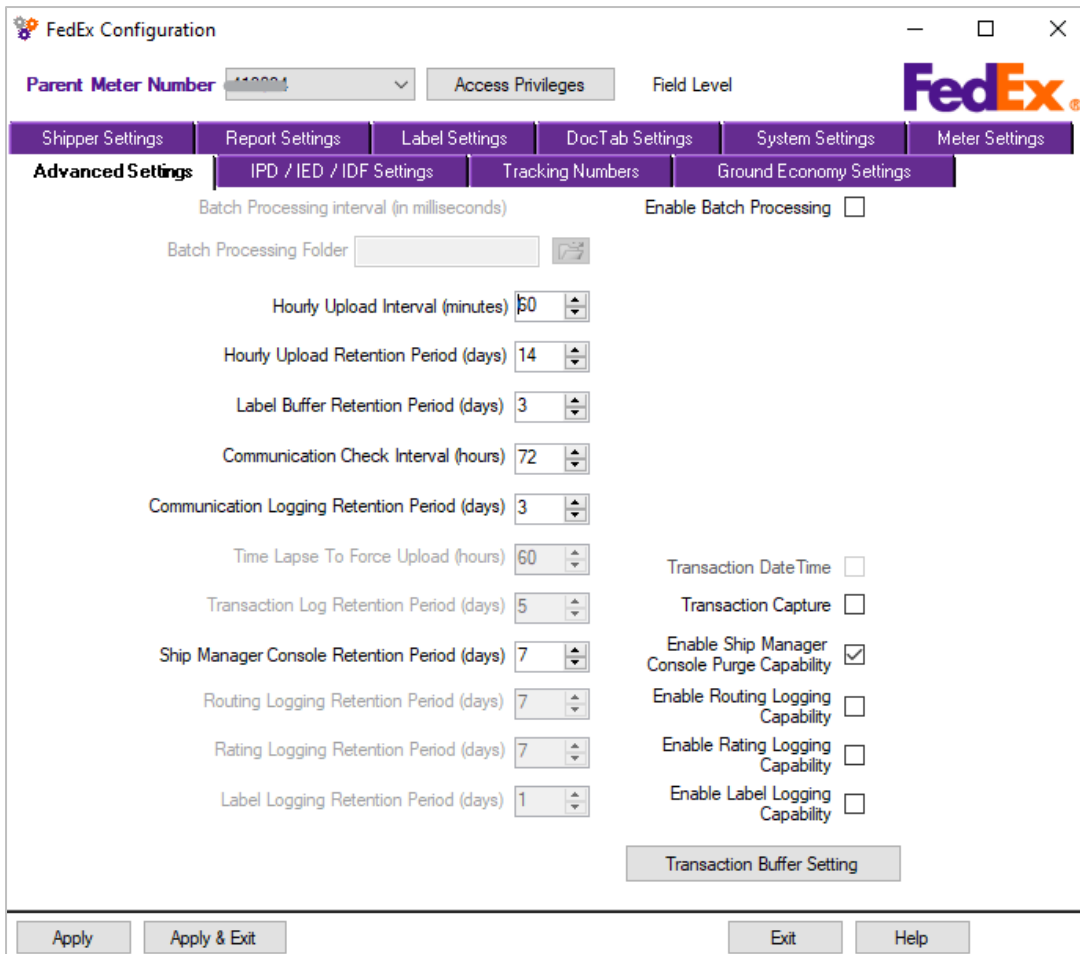 FedEx Configuration
Parent Meter Number Access Privileges Field Level FedEx ®
Shipper Settings Report Settings Label Settings DocTab Settings System Settings Meter Settings
Advanced Settings IPD / IED / IDF Settings Tracking Numbers Ground Economy Settings
Batch Processing interval (in milliseconds) Enable Batch Processing
Batch Processing Folder
Hourly Upload Interval (minutes) 60
Hourly Upload Retention Period (days) 14
Label Buffer Retention Period (days) 3
Communication Check Interval (hours) 72
Communication Logging Retention Period (days) 3
Time Lapse To Force Upload (hours) 60
Transaction DateTime
Transaction Log Retention Period (days) 5 Transaction Capture
Ship Manager Console Retention Period (days) 7 Enable Ship Manager
Console Purge Capability
Routing Logging Retention Period (days) 7 Enable Routing Logging
Capability
Rating Logging Retention Period (days) 7 Enable Rating Logging
Capability
Label Logging Retention Period (days) 1 Enable Label Logging
Capability
Transaction Buffer Setting
Apply Apply & Exit Exit Help